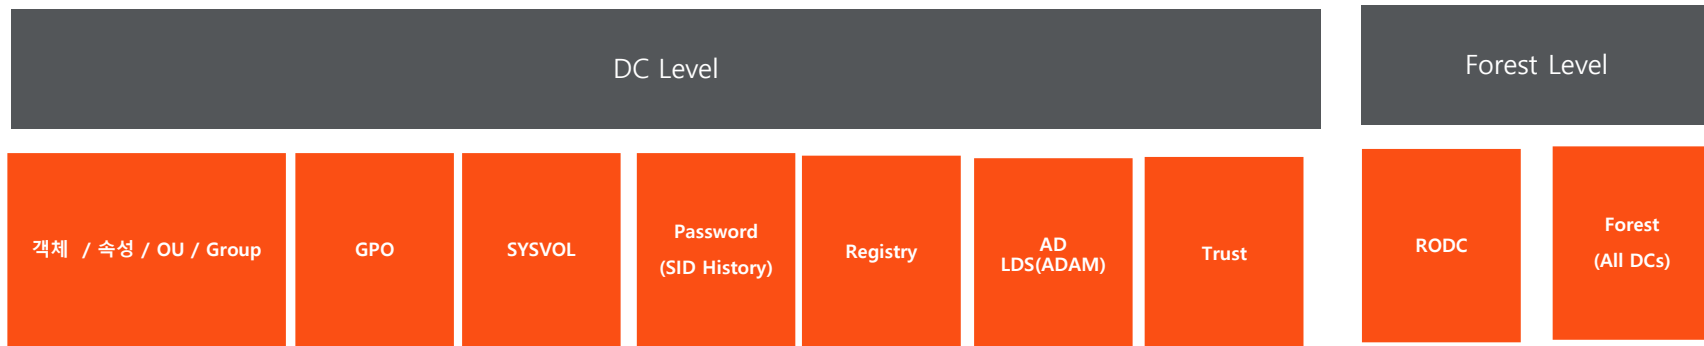 DC Level
Forest Level
객체 / 속성 / OU / Group
GPO
SYSVOL
Password
(SID History)
Registry
AD
LDS(ADAM)
Trust
RODC
Forest
(All DCs)